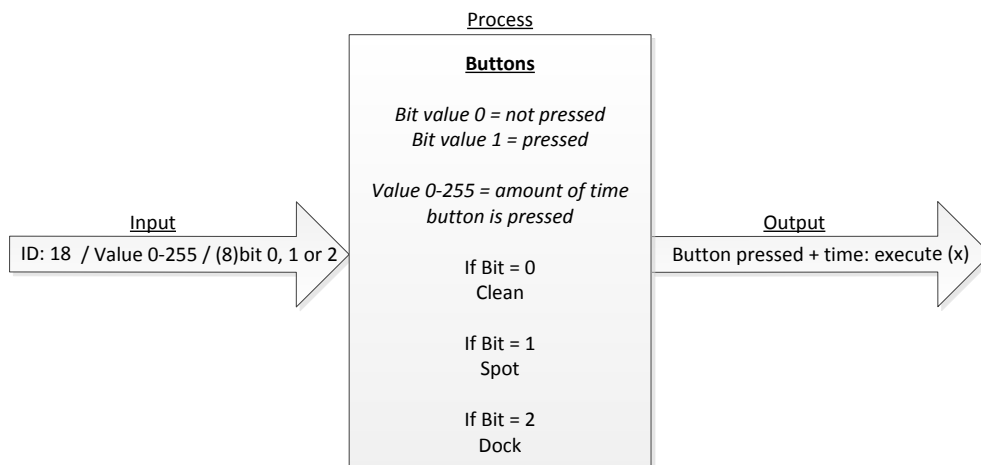 Process
Buttons
Bit value 0 = not pressed
Bit value 1 = pressed
Value 0-255 = amount of time
button is pressed
Input
ID: 18 / Value 0-255 / (8)bit 0, 1 or 2
Output
Button pressed + time: execute (x)
If Bit = 0
Clean
If Bit = 1
Spot
If Bit = 2
Dock